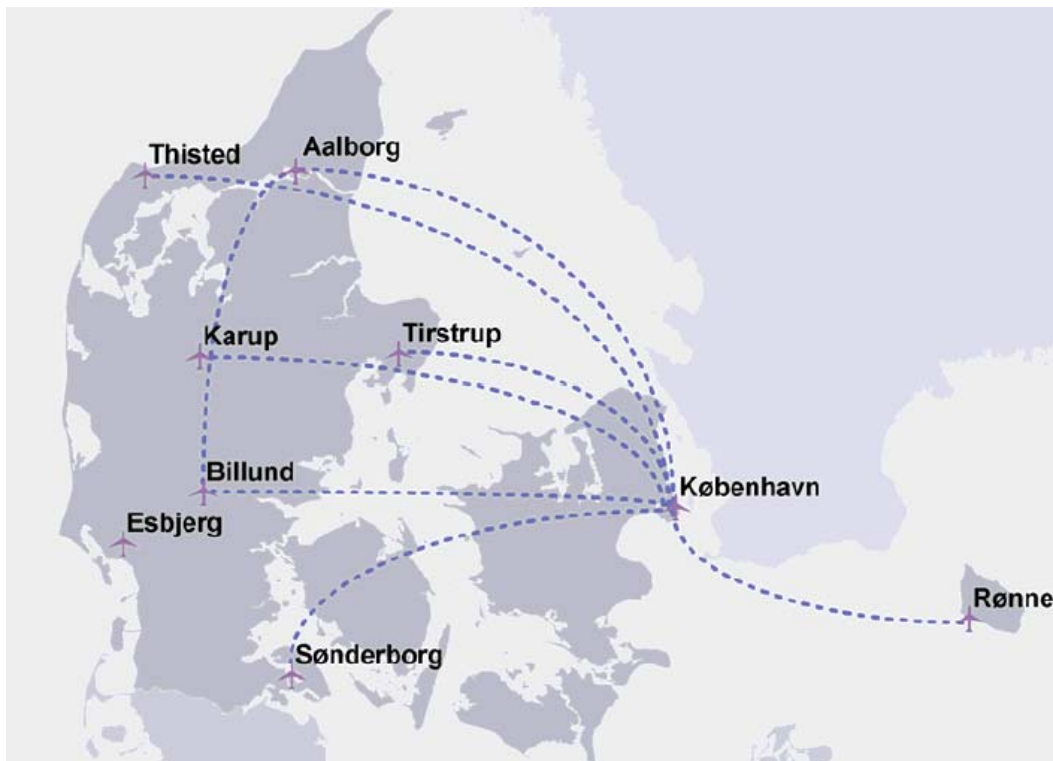 Thisted
Aalborg
Karup
Tirstrup
Billund
København
Esbjerg
Rønne
Sønderborg